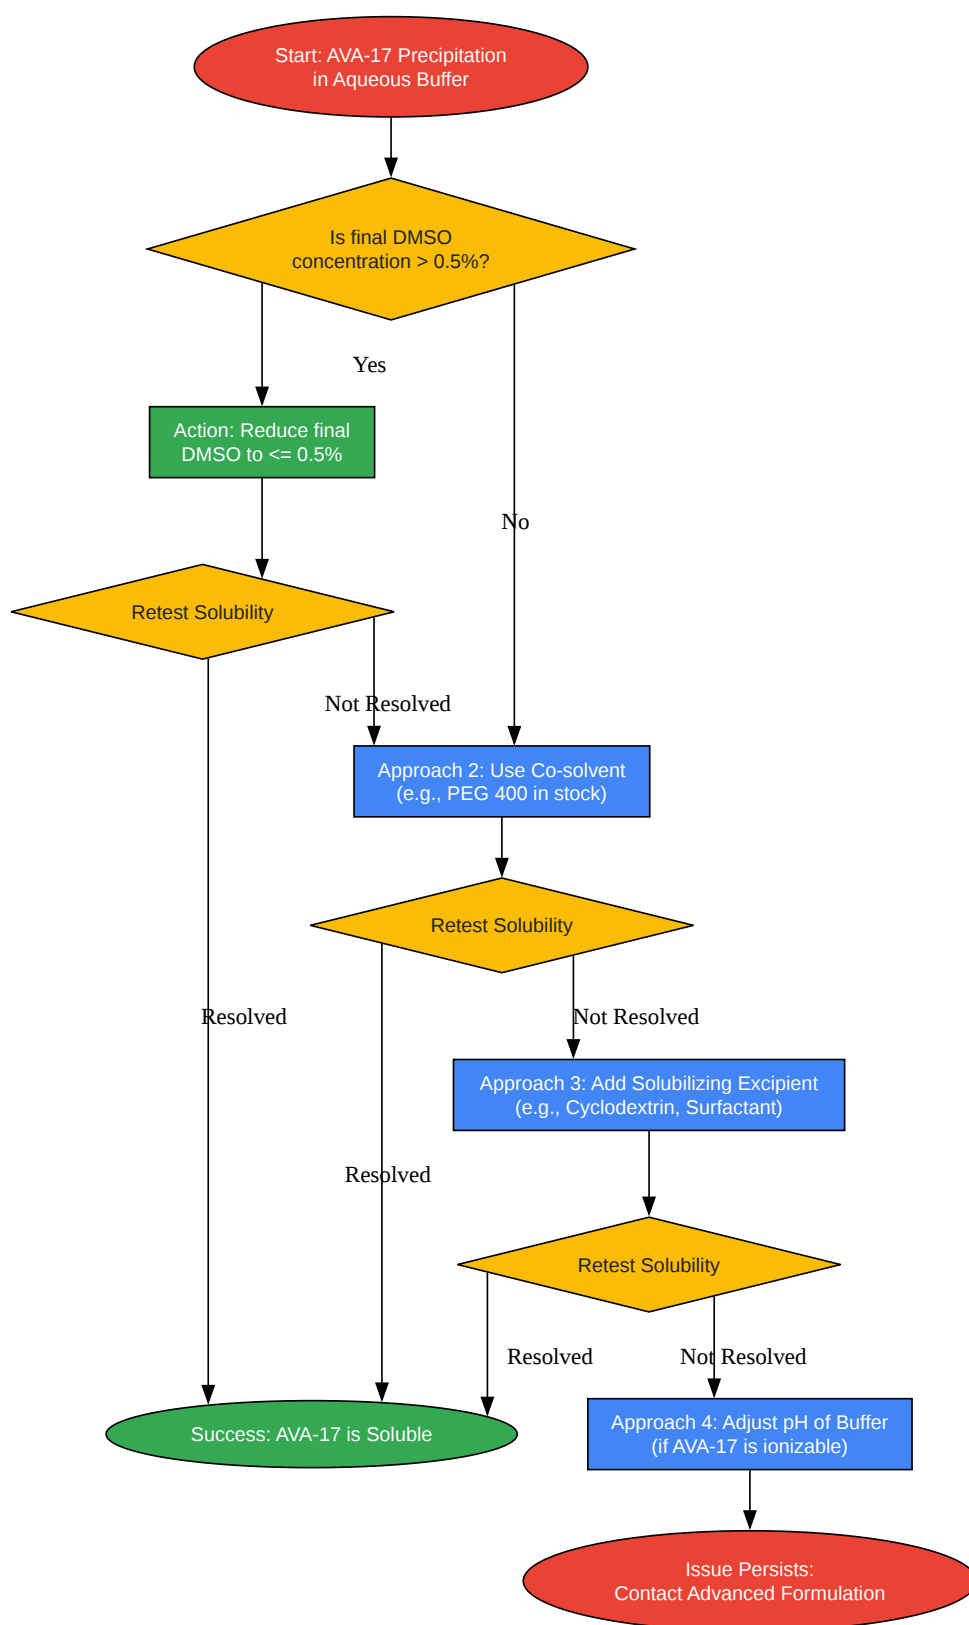 Start: AVA-17 Precipitation
in Aqueous Buffer
Is final DMSO
concentration > 0.5%?
Yes
Action: Reduce final
DMSO to <= 0.5%
No
Retest Solubility
Not Resolved
Approach 2: Use Co-solvent
(e.g., PEG 400 in stock)
Retest Solubility
Resolved
Not Resolved
Approach 3: Add Solubilizing Excipient
(e.g., Cyclodextrin, Surfactant)
Resolved
Retest Solubility
Resolved
Not Resolved
Success: AVA-17 is Soluble
Approach 4: Adjust pH of Buffer
(if AVA-17 is ionizable)
Issue Persists:
Contact Advanced Formulation